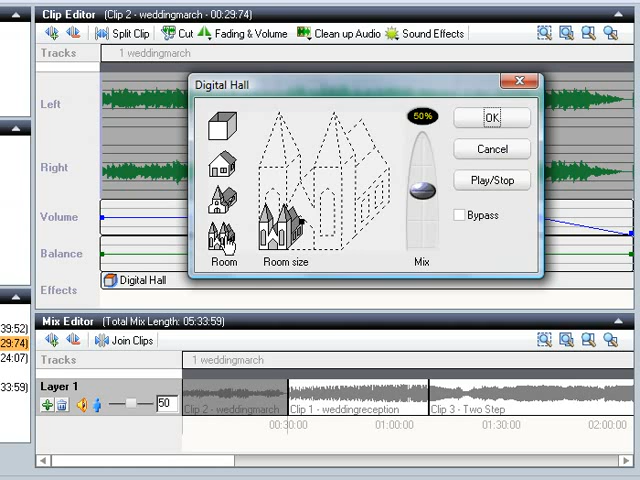 Clip Editor (Clip 2 - weddingmarch - 00:29:74)
Split Clip Cut Fading & Volume Clean up Audio Sound Effects
Tracks 1 weddingmarch
Digital Hall
Left
50%
OK
Cancel
Right
Play/Stop
Volume
Bypass
Balance
Room Room size Mix
Effects Digital Hall
Mix Editor (Total Mix Length: 05:33:59)
39:52)
29:74)
24:07)
33:59)
Join Clips
Tracks 1 weddingmarch
Layer 1
50
Clip 2 - weddingmarch Clip 1 - weddingreception Clip 3 - Two Step
00:30:00 01:00:00 01:30:00 02:00:00